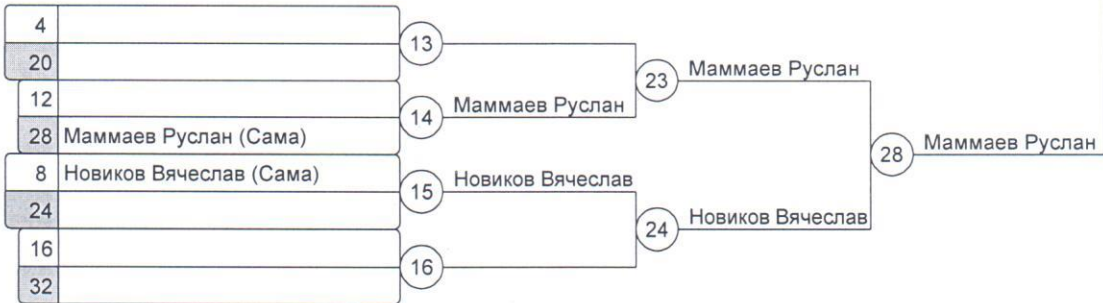 4
13
20
23
Маммаев Руслан
12
14
Маммаев Руслан
28
Маммаев Руслан (Сама)
28
Маммаев Руслан
8
Новиков Вячеслав (Сама)
15
Новиков Вячеслав
24
24
Новиков Вячеслав
16
16
32